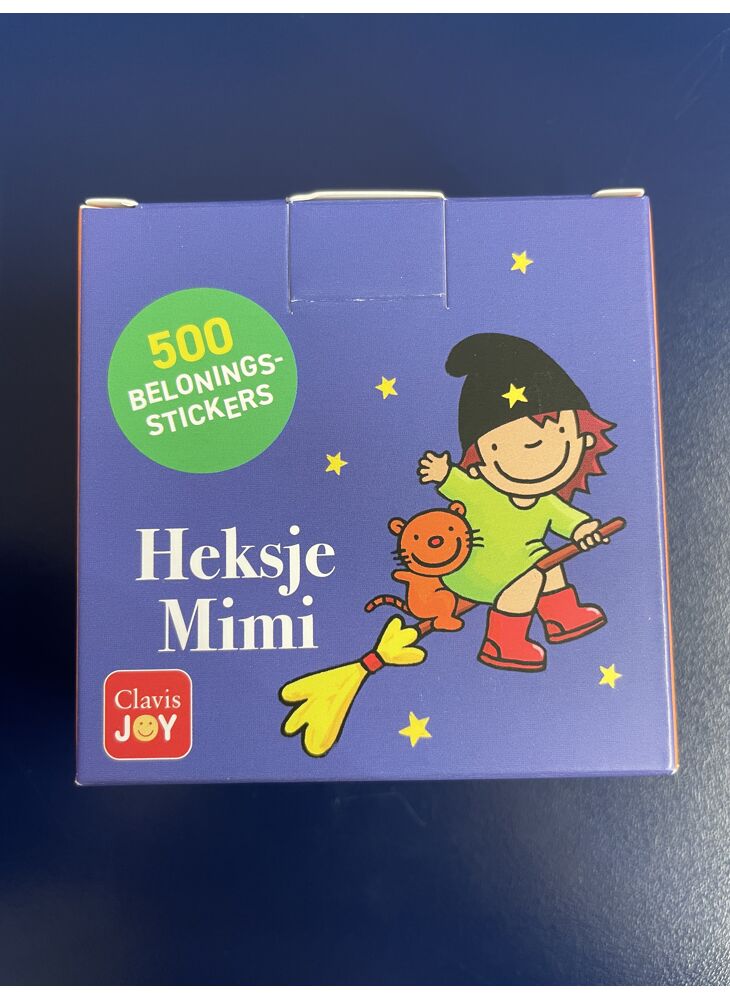 500
BELONINGS-
STICKERS
Heksje
Mimi
Clavis
JOY